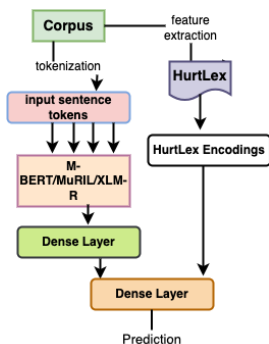 Corpus
feature
extraction
tokenization
HurtLex
input sentence
tokens
M-
BERT/MuRIL/XLM-
R
HurtLex Encodings
Dense Layer
Dense Layer
Prediction